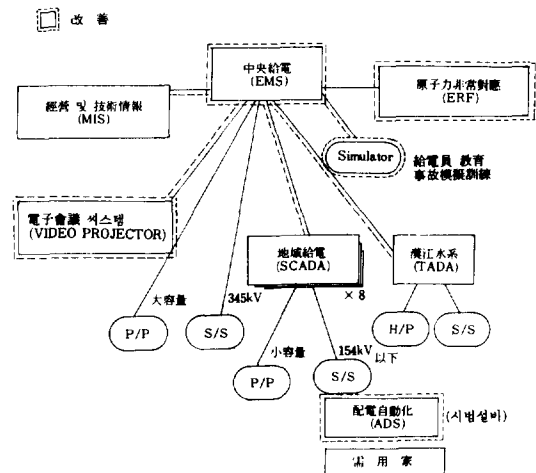 改善
中央給電
(EMS)
經營 및 技術情報
(MIS)
原子力非常對應
(ERF)
Simulator
給電員 敎育
事故模擬訓練
電子會議 시스템
(VIDEO PROJECTOR)
地域給電
(SCADA)
×8
漢江水系
(TADA)
大容量
345kV
P/P
S/S
H/P
S/S
小容量
154kV
以下
P/P
S/S
配電自動化
(ADS)
(시범설비)
需用家